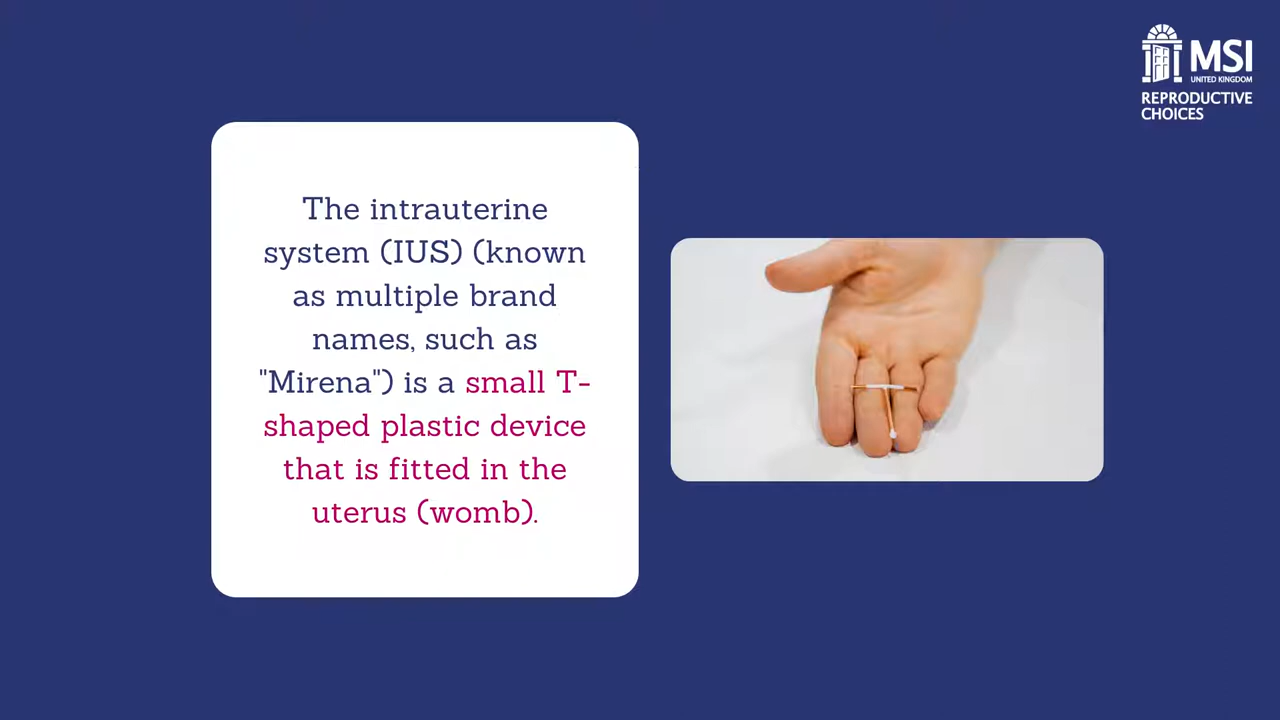 MSI
UNITED KINGDOM
REPRODUCTIVE
CHOICES
The intrauterine
system (IUS) (known
as multiple brand
names, such as
"Mirena") is a small T-
shaped plastic device
that is fitted in the
uterus (womb).